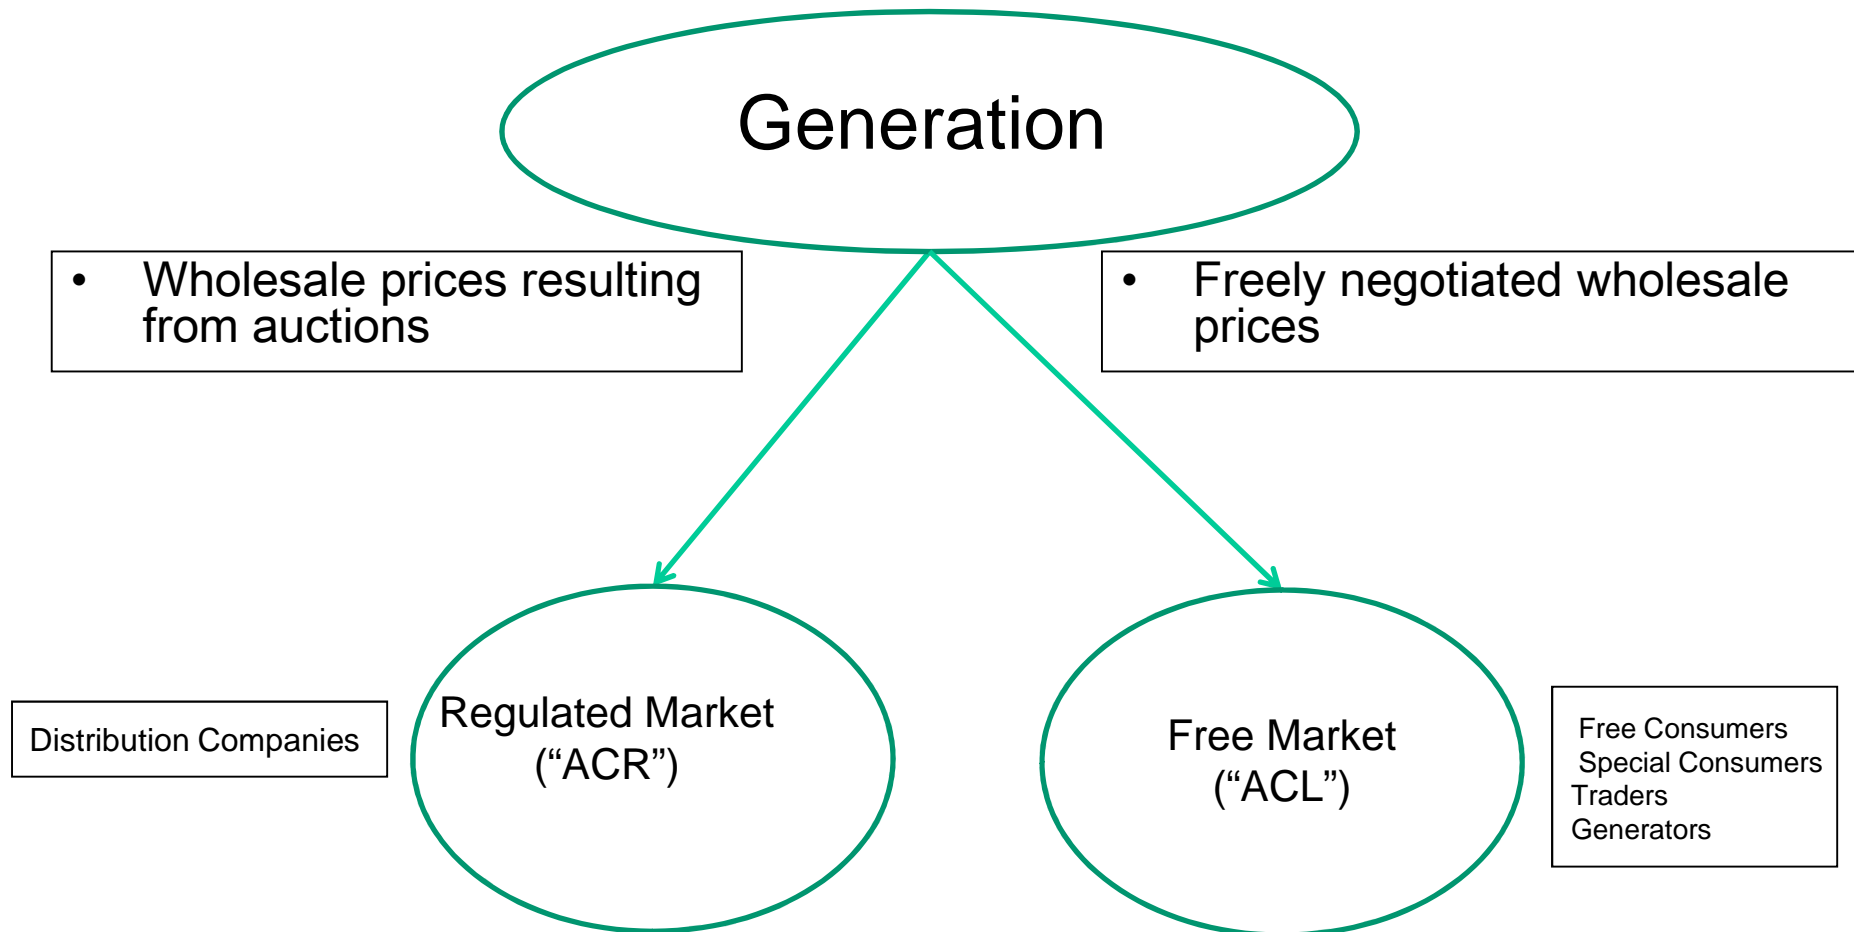 Generation
• Wholesale prices resulting
from auctions
• Freely negotiated wholesale
prices
Distribution Companies
Regulated Market
(“ACR”)
Free Market
(“ACL”)
Free Consumers
Special Consumers
Traders
Generators